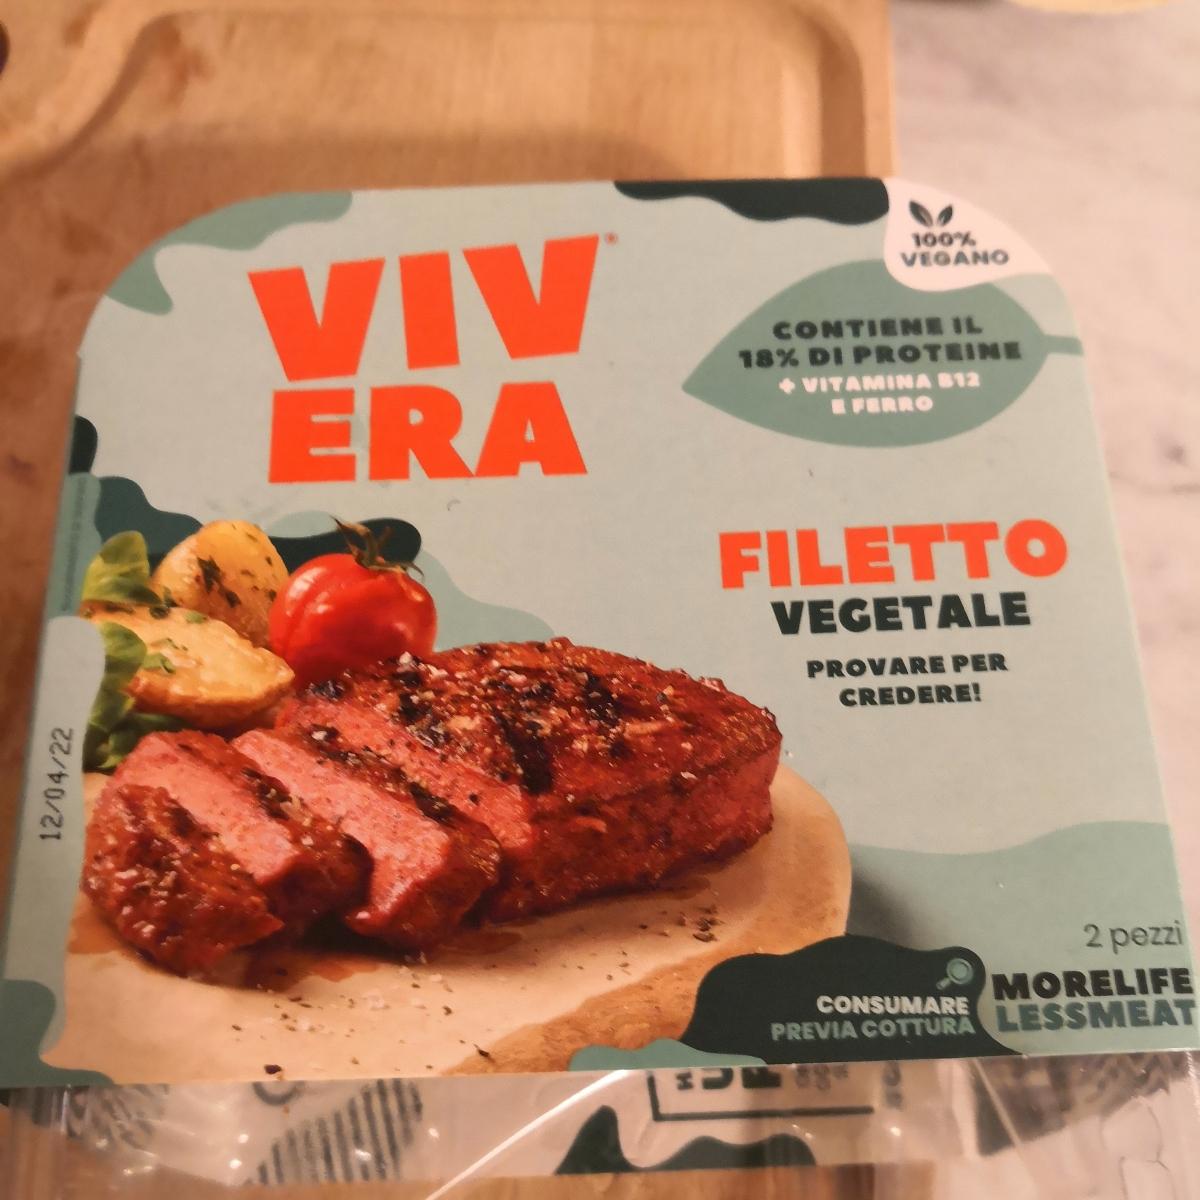 100%
VEGANO
VIV
ERA
CONTIENE IL
18% DI PROTEINE
+ VITAMINA B12
E FERRO
FILETTO
VEGETALE
PROVARE PER
CREDERE!
12/04/22
2 pezzi
CONSUMARE
PREVIA COTTURA
MORELIFE
LESSMEAT